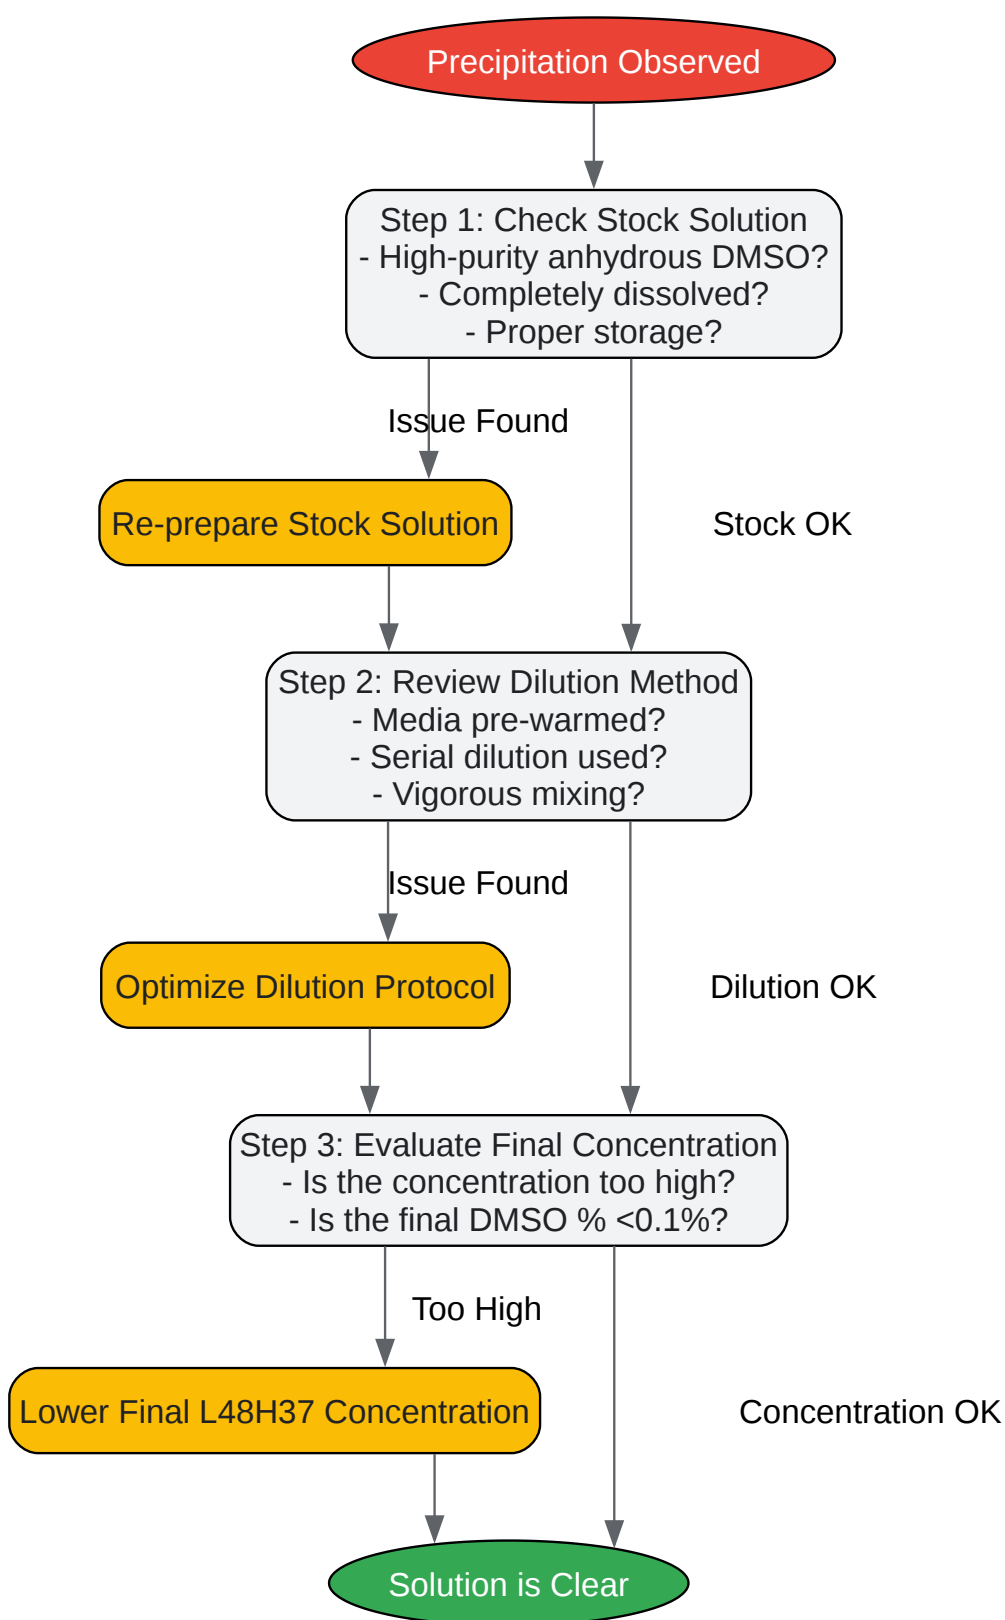 Precipitation Observed
Step 1: Check Stock Solution
- High-purity anhydrous DMSO?
- Completely dissolved?
- Proper storage?
Issue Found
Re-prepare Stock Solution
Stock OK
Step 2: Review Dilution Method
- Media pre-warmed?
- Serial dilution used?
- Vigorous mixing?
Issue Found
Optimize Dilution Protocol
Dilution OK
Step 3: Evaluate Final Concentration
- Is the concentration too high?
- Is the final DMSO % <0.1%?
Too High
Lower Final L48H37 Concentration
Concentration OK
Solution is Clear